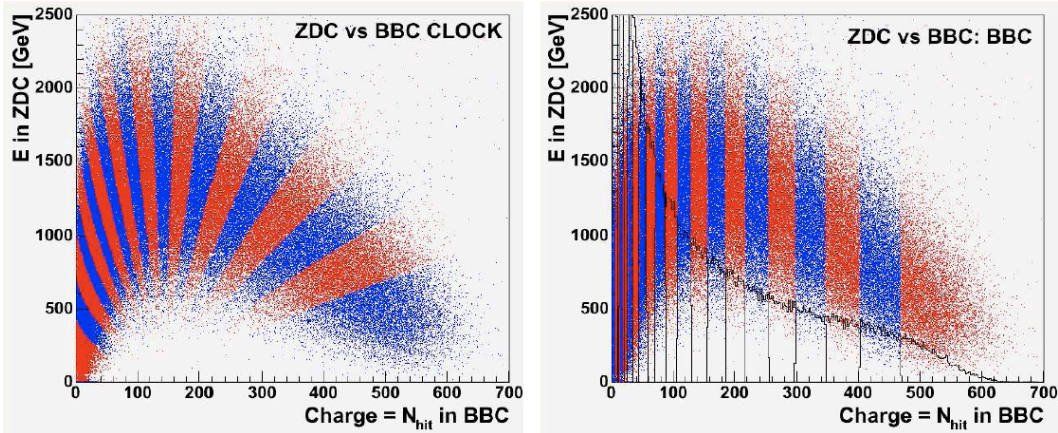 ZDC vs BBC CLOCK
E in ZDC [GeV]
2500
2000
1500
1000
500
0
0 100 200 300 400 500 600 700
Charge = N_hit in BBC
ZDC vs BBC: BBC
E in ZDC [GeV]
2500
2000
1500
1000
500
0
0 100 200 300 400 500 600 700
Charge = N_hit in BBC